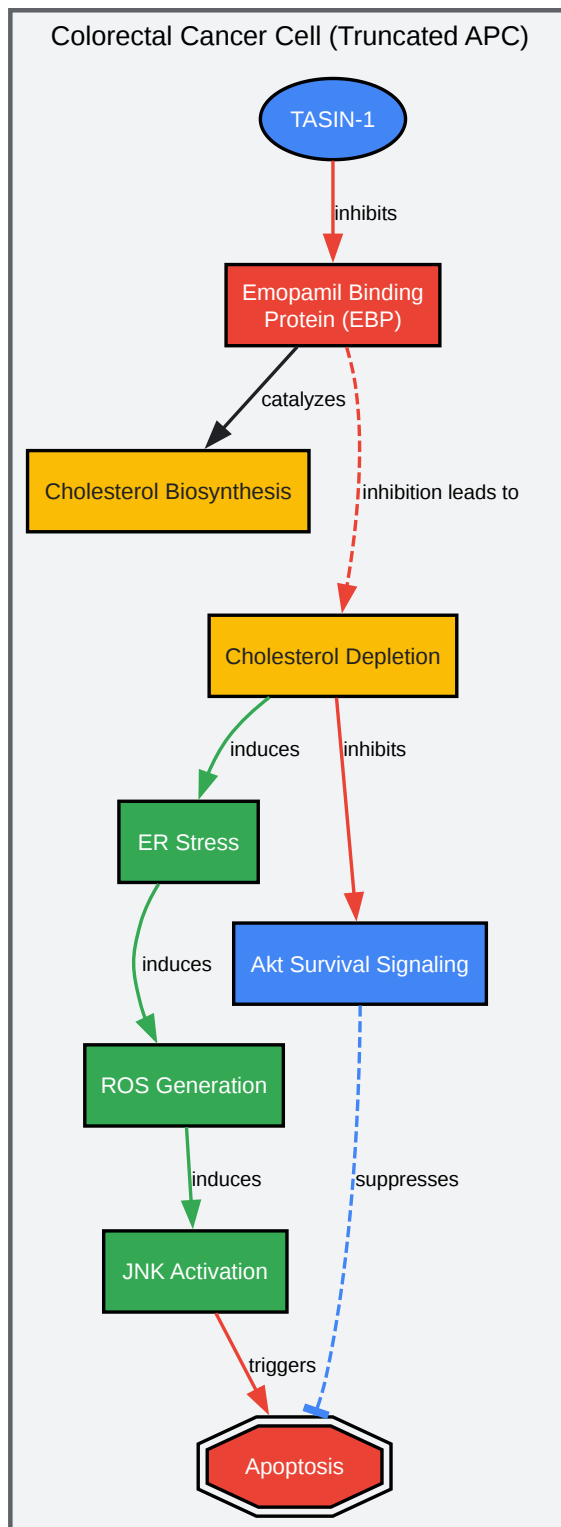 Colorectal Cancer Cell (Truncated APC)
TASIN-1
inhibits
Emopamil Binding
Protein (EBP)
catalyzes
Cholesterol Biosynthesis
inhibition leads to
Cholesterol Depletion
induces
inhibits
ER Stress
Akt Survival Signaling
induces
ROS Generation
induces
suppresses
JNK Activation
triggers
Apoptosis